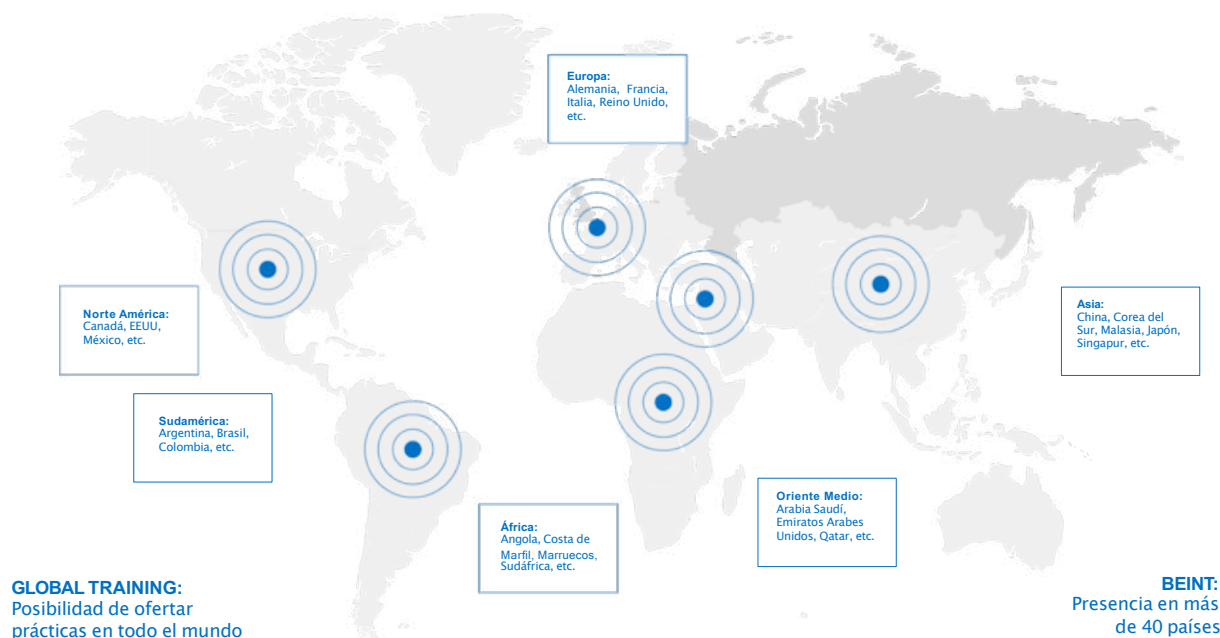 Europa:
Alemania, Francia,
Italia, Reino Unido,
etc.
Norte América:
Canadá, EEUU,
México, etc.
Asia:
China, Corea del
Sur, Malasia, Japón,
Singapur, etc.
Sudamérica:
Argentina, Brasil,
Colombia, etc.
Oriente Medio:
Arabia Saudí,
Emiratos Arabes
Unidos, Qatar, etc.
África:
Angola, Costa de
Marfil, Marruecos,
Sudáfrica, etc.
GLOBAL TRAINING:
Posibilidad de ofertar
prácticas en todo el mundo
BEINT:
Presencia en más
de 40 países